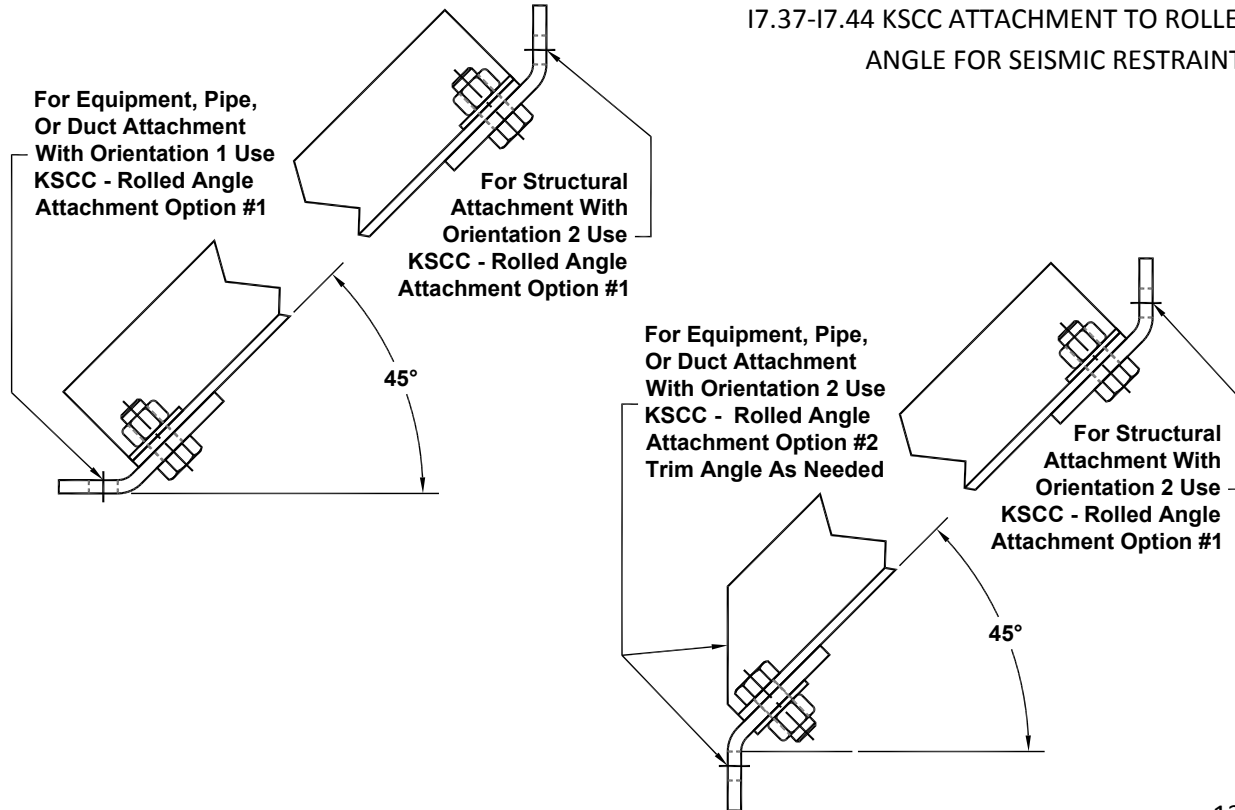 I7.37-I7.44 KSCC ATTACHMENT TO ROLLE
ANGLE FOR SEISMIC RESTRAINT
For Equipment, Pipe,
Or Duct Attachment
With Orientation 1 Use
KSCC - Rolled Angle
Attachment Option #1
For Structural
Attachment With
Orientation 2 Use
KSCC - Rolled Angle
Attachment Option #1
45°
For Equipment, Pipe,
Or Duct Attachment
With Orientation 2 Use
KSCC - Rolled Angle
Attachment Option #2
Trim Angle As Needed
For Structural
Attachment With
Orientation 2 Use
KSCC - Rolled Angle
Attachment Option #1
45°